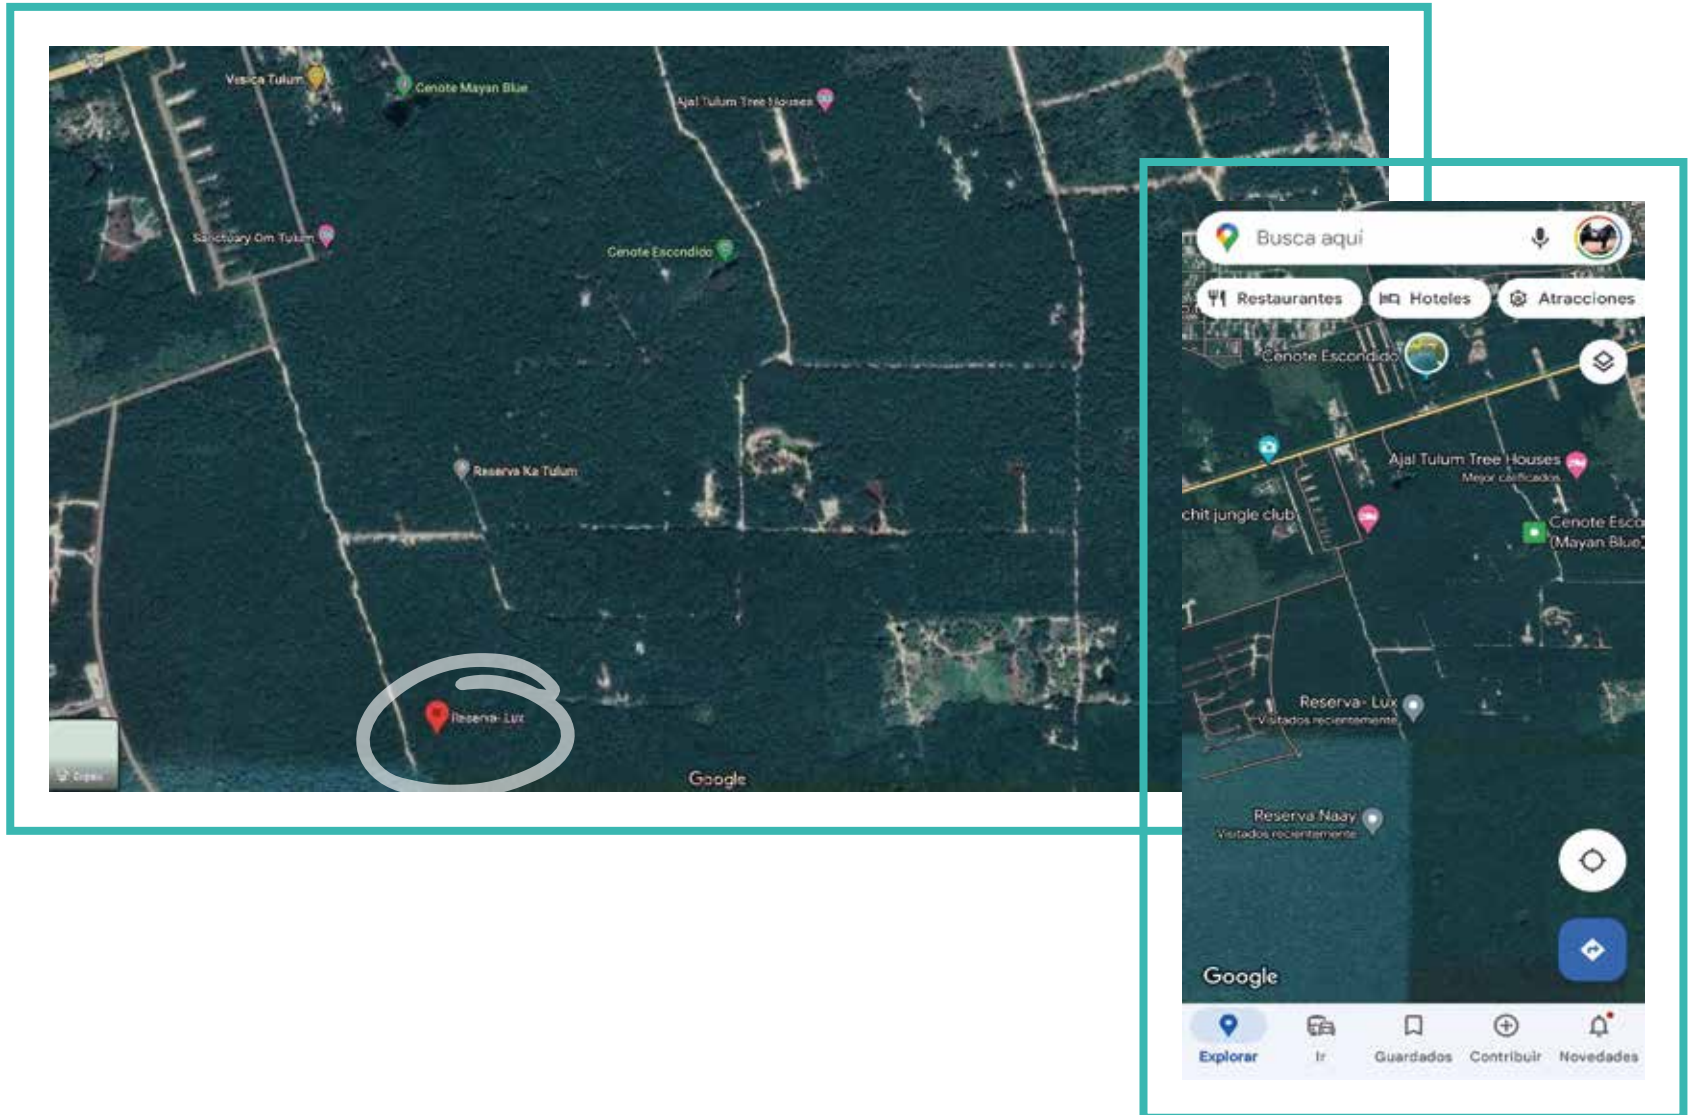 Vesica Tulum
Cenote Mayan Blue
Ajal Tulum Tree Houses
Sanctuary Om Tulum
Cenote Escondido
Reserva Ka Tulum
Reserva- Lux
Google
Busca aquí
Restaurantes
Hoteles
Atracciones
Cenote Escondido
Ajal Tulum Tree Houses
Mejor calificados
chit jungle club
Cenote Esco
(Mayan Blue
Reserva- Lux
Visitados recientemente
Reserva Naay
Visitados recientemente
Google
Explorar
Ir
Guardados
Contribuir
Novedades